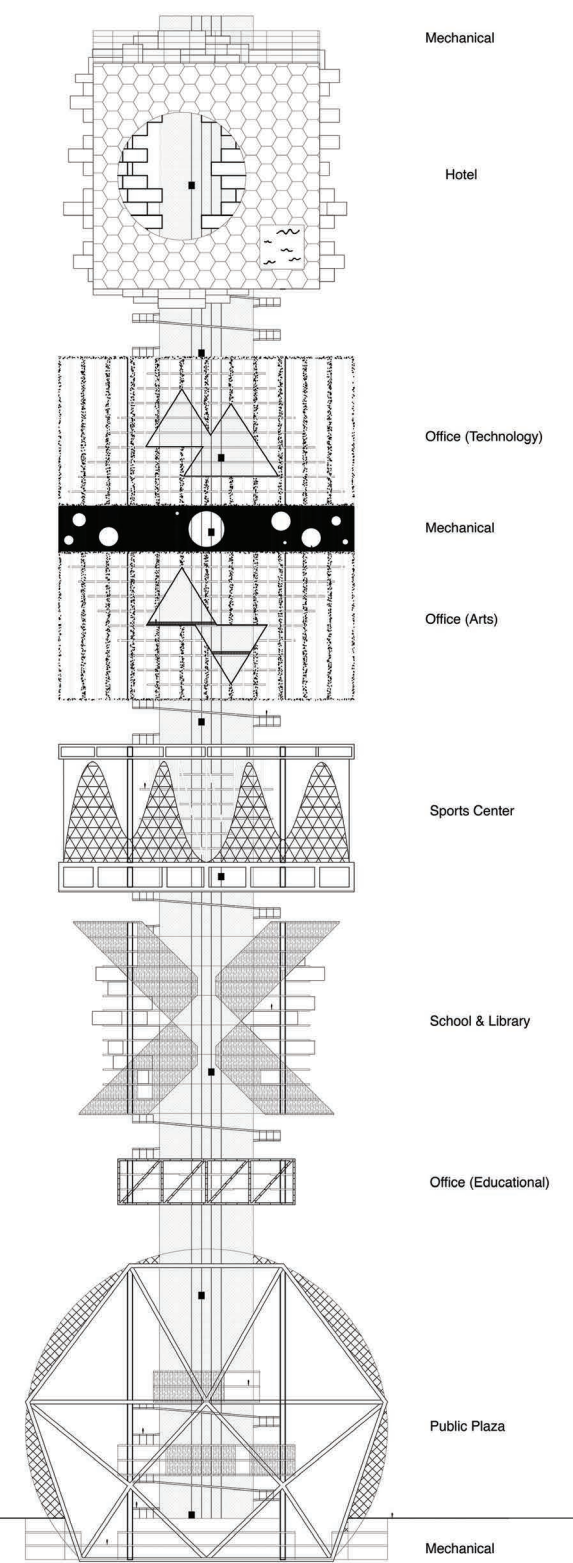 Mechanical
Hotel
Office (Technology)
Mechanical
Office (Arts)
Sports Center
School & Library
Office (Educational)
Public Plaza
Mechanical